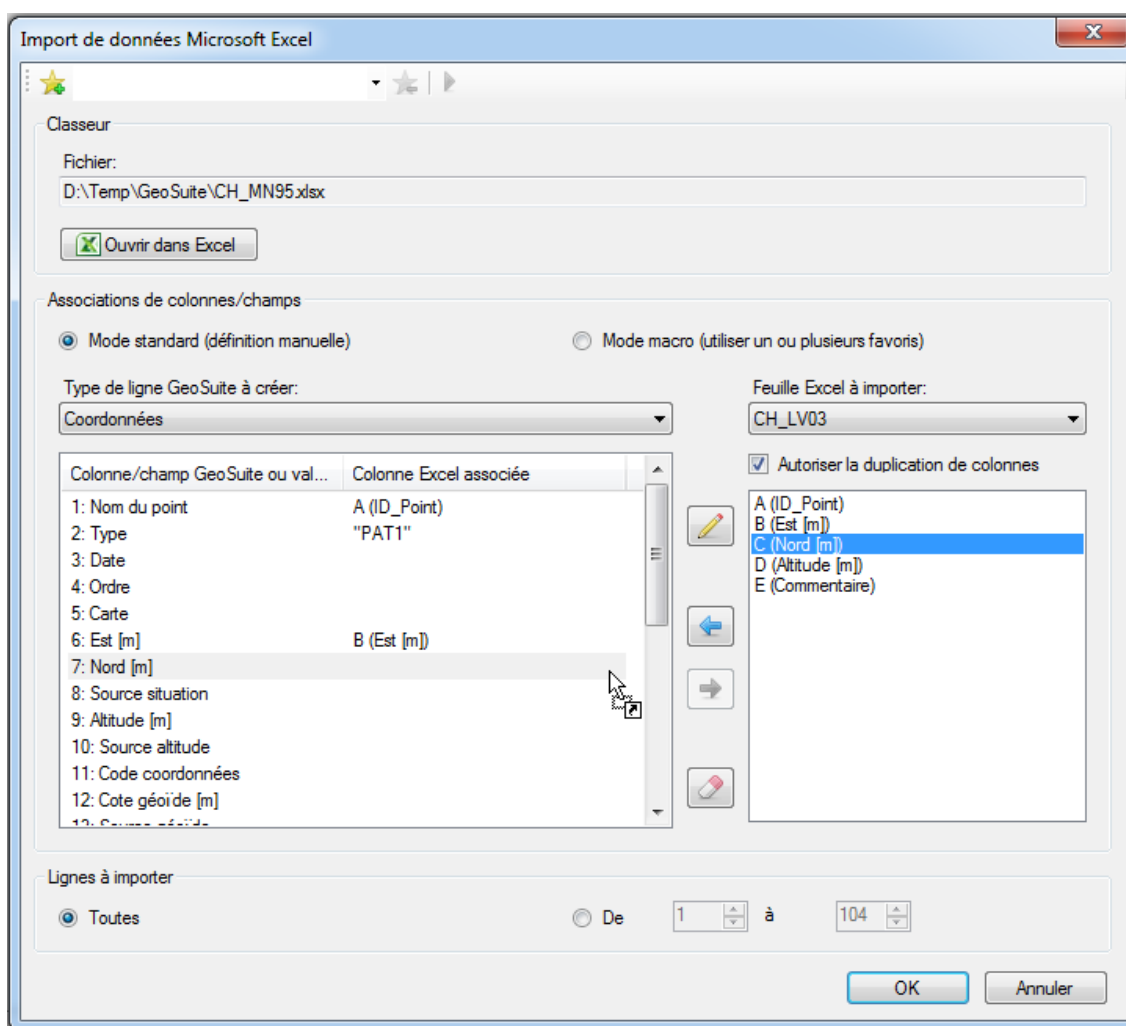 Import de données Microsoft Excel
Classeur
Fichier:
D:\Temp\GeoSuite\CH_MN95.xlsx
Ouvrir dans Excel
Associations de colonnes/champs
Mode standard (définition manuelle)
Mode macro (utiliser un ou plusieurs favoris)
Type de ligne GeoSuite à créer:
Coordonnées
Feuille Excel à importer:
CH_LV03
Autoriser la duplication de colonnes
Colonne/champ GeoSuite ou val... Colonne Excel associée
1: Nom du point A (ID_Point)
2: Type "PAT1"
3: Date
4: Ordre
5: Carte
6: Est [m] B (Est [m])
7: Nord [m]
8: Source situation
9: Altitude [m]
10: Source altitude
11: Code coordonnées
12: Cote géoïde [m]
13: Source géoïde
A (ID_Point)
B (Est [m])
C (Nord [m])
D (Altitude [m])
E (Commentaire)
Lignes à importer
Toutes
De 1 à 104
OK Annuler